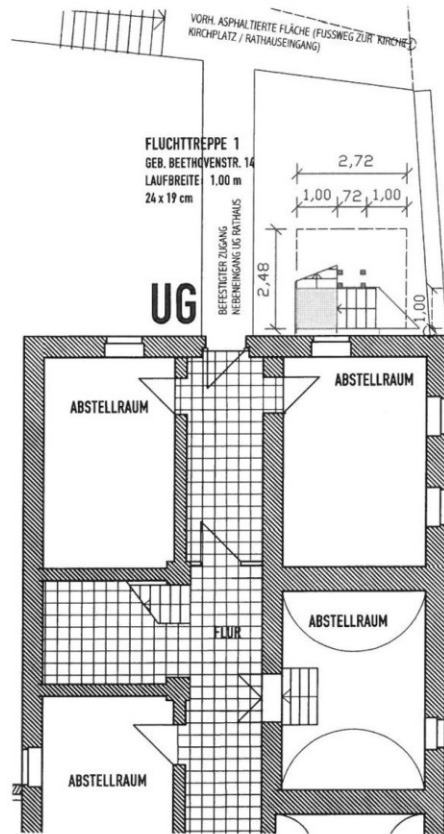 VORH. ASPHALTIERTE FLÄCHE (FUSSWEG ZUR KIRCHE
KIRCHPLATZ / RATHAUSEINGANG)
FLUCHTTREPPE 1
GEB. BEETHOVENSTR. 14
LAUFBREITE: 1.00 m
24 x 19 cm
BEFESTIGTER ZUGANG
NEBENEINGANG UG RATHAUS
2,72
1,00
72
1,00
2,48
1,00
UG
ABSTELLRAUM
ABSTELLRAUM
ABSTELLRAUM
FLUR
ABSTELLRAUM